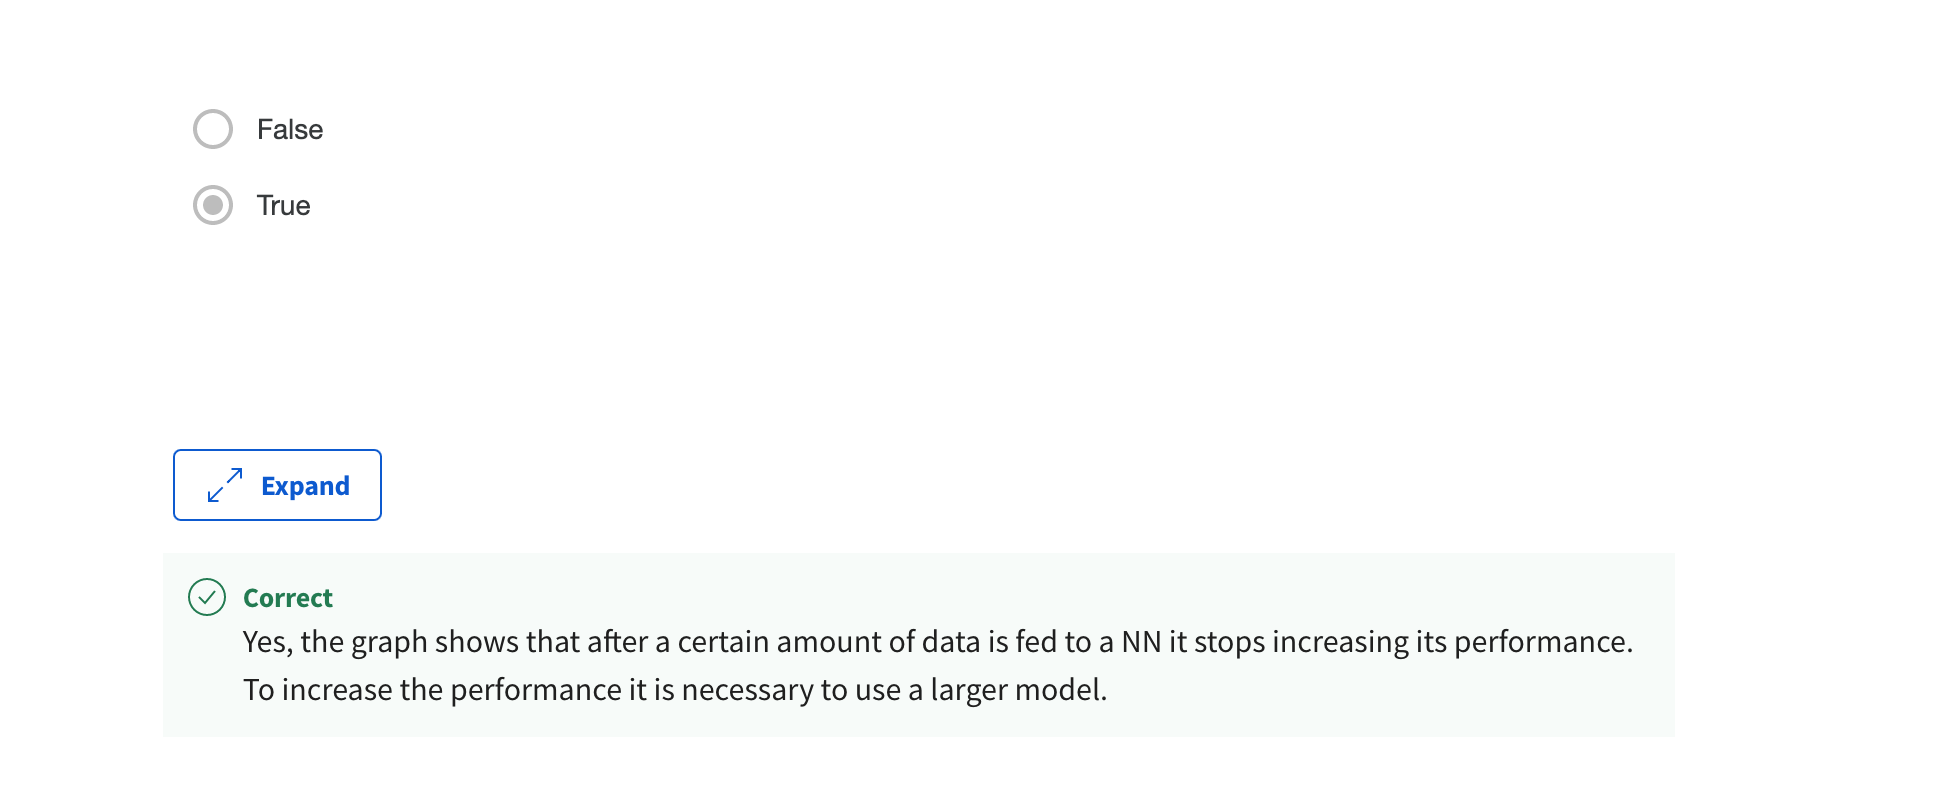 False
True
Expand
Correct
Yes, the graph shows that after a certain amount of data is fed to a NN it stops increasing its performance.
To increase the performance it is necessary to use a larger model.